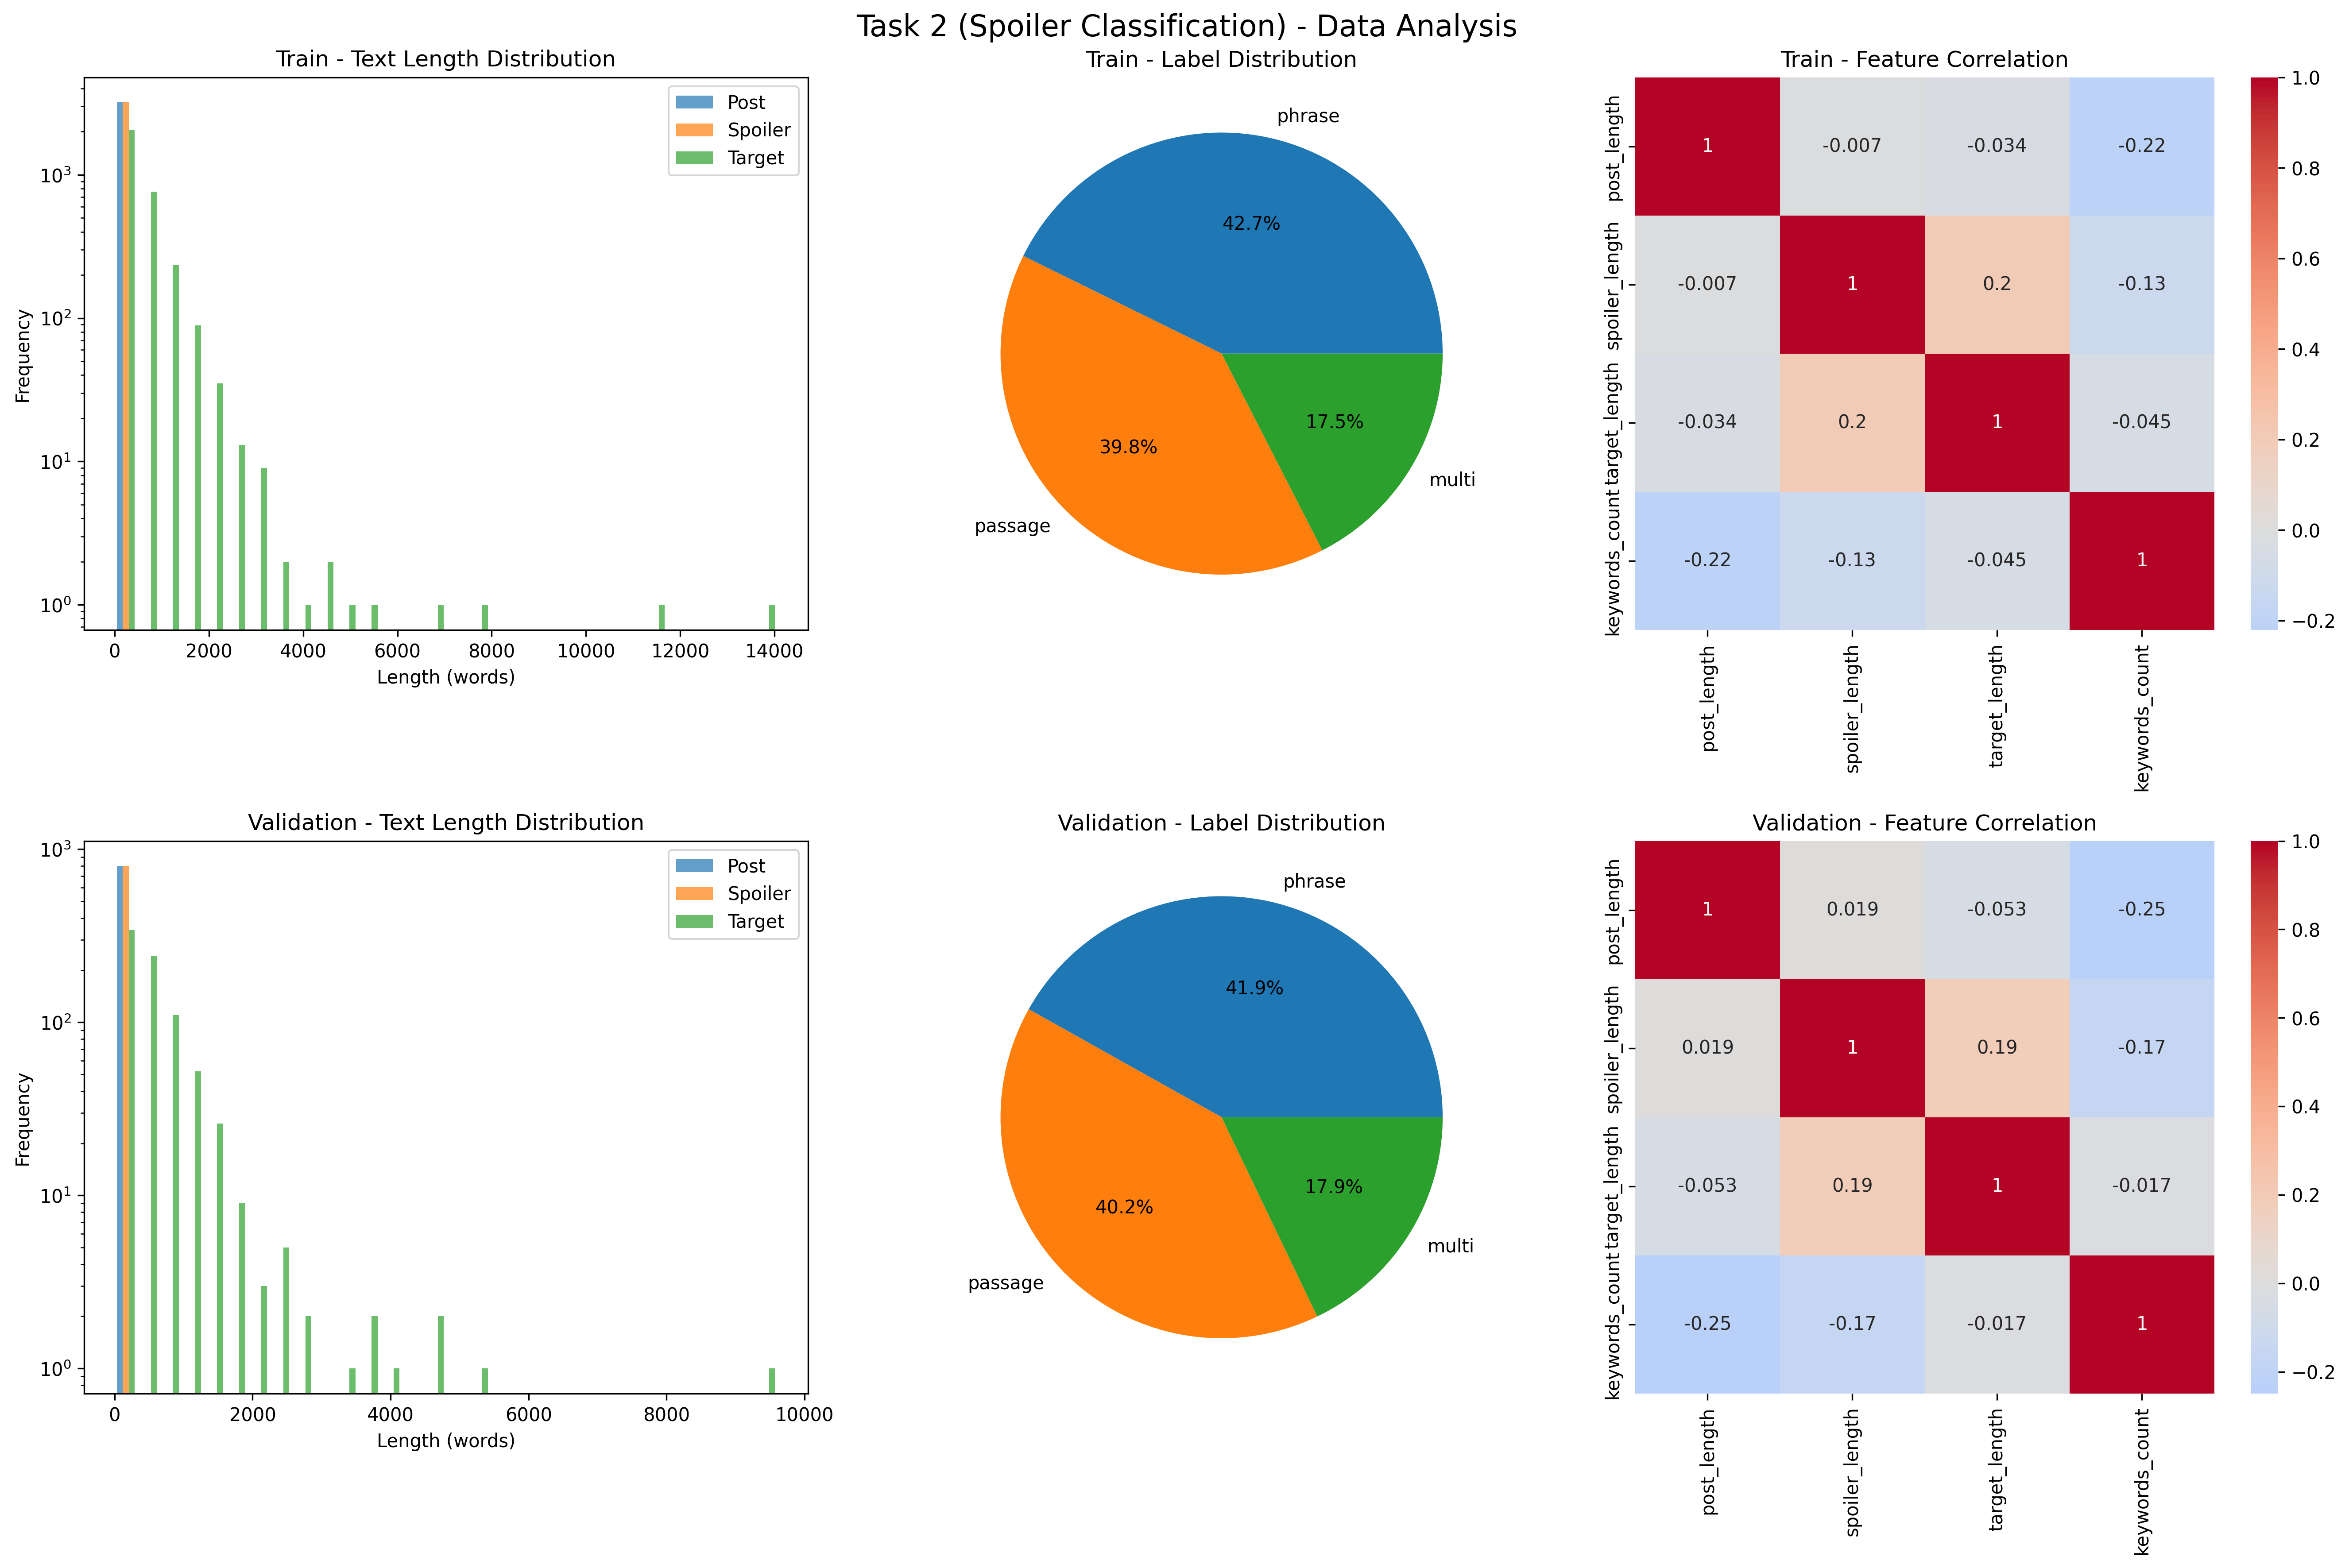 Task 2 (Spoiler Classification) - Data Analysis
Train - Text Length Distribution
Post
Spoiler
Target
10³
10²
10¹
10⁰
Frequency
0 2000 4000 6000 8000 10000 12000 14000
Length (words)
Train - Label Distribution
phrase
42.7%
39.8%
17.5%
multi
passage
Train - Feature Correlation
post_length
spoiler_length
target_length
keywords_count
1 -0.007 -0.034 -0.22
-0.007 1 0.2 -0.13
-0.034 0.2 1 -0.045
-0.22 -0.13 -0.045 1
post_length
spoiler_length
target_length
keywords_count
1.0
0.8
0.6
0.4
0.2
0.0
−0.2
Validation - Text Length Distribution
Post
Spoiler
Target
10³
10²
10¹
10⁰
Frequency
0 2000 4000 6000 8000 10000
Length (words)
Validation - Label Distribution
phrase
41.9%
40.2%
17.9%
multi
passage
Validation - Feature Correlation
post_length
spoiler_length
target_length
keywords_count
1 0.019 -0.053 -0.25
0.019 1 0.19 -0.17
-0.053 0.19 1 -0.017
-0.25 -0.17 -0.017 1
post_length
spoiler_length
target_length
keywords_count
1.0
0.8
0.6
0.4
0.2
0.0
−0.2